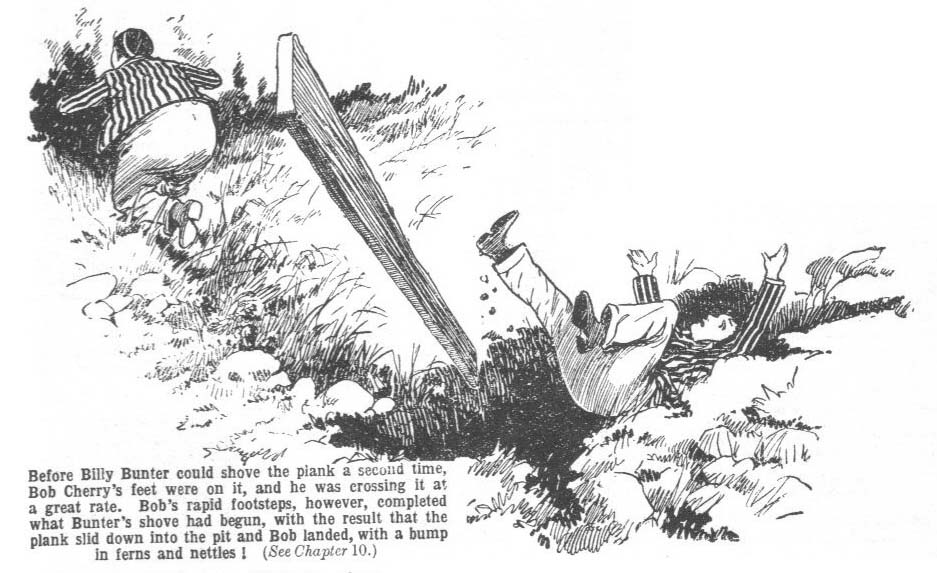 Before Billy Bunter could shove the plank a second time,
Bob Cherry's feet were on it, and he was crossing it at
a great rate. Bob's rapid footsteps, however, completed
what Bunter's shove had begun, with the result that the
plank slid down into the pit and Bob landed, with a bump
in ferns and nettles! (See Chapter 10.)